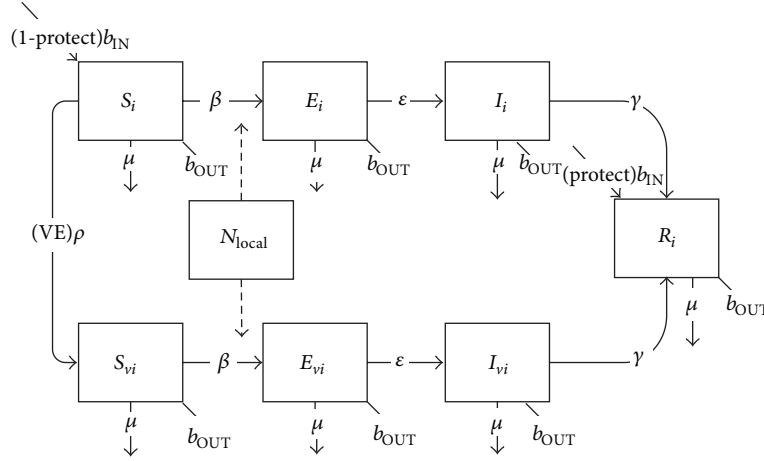 (1-protect)b_IN
S_i β E_i ε I_i γ
μ b_OUT μ b_OUT μ b_OUT
(protect)b_IN
(VE)ρ N_local R_i
μ b_OUT
S_vi β E_vi ε I_vi γ
μ b_OUT μ b_OUT μ b_OUT